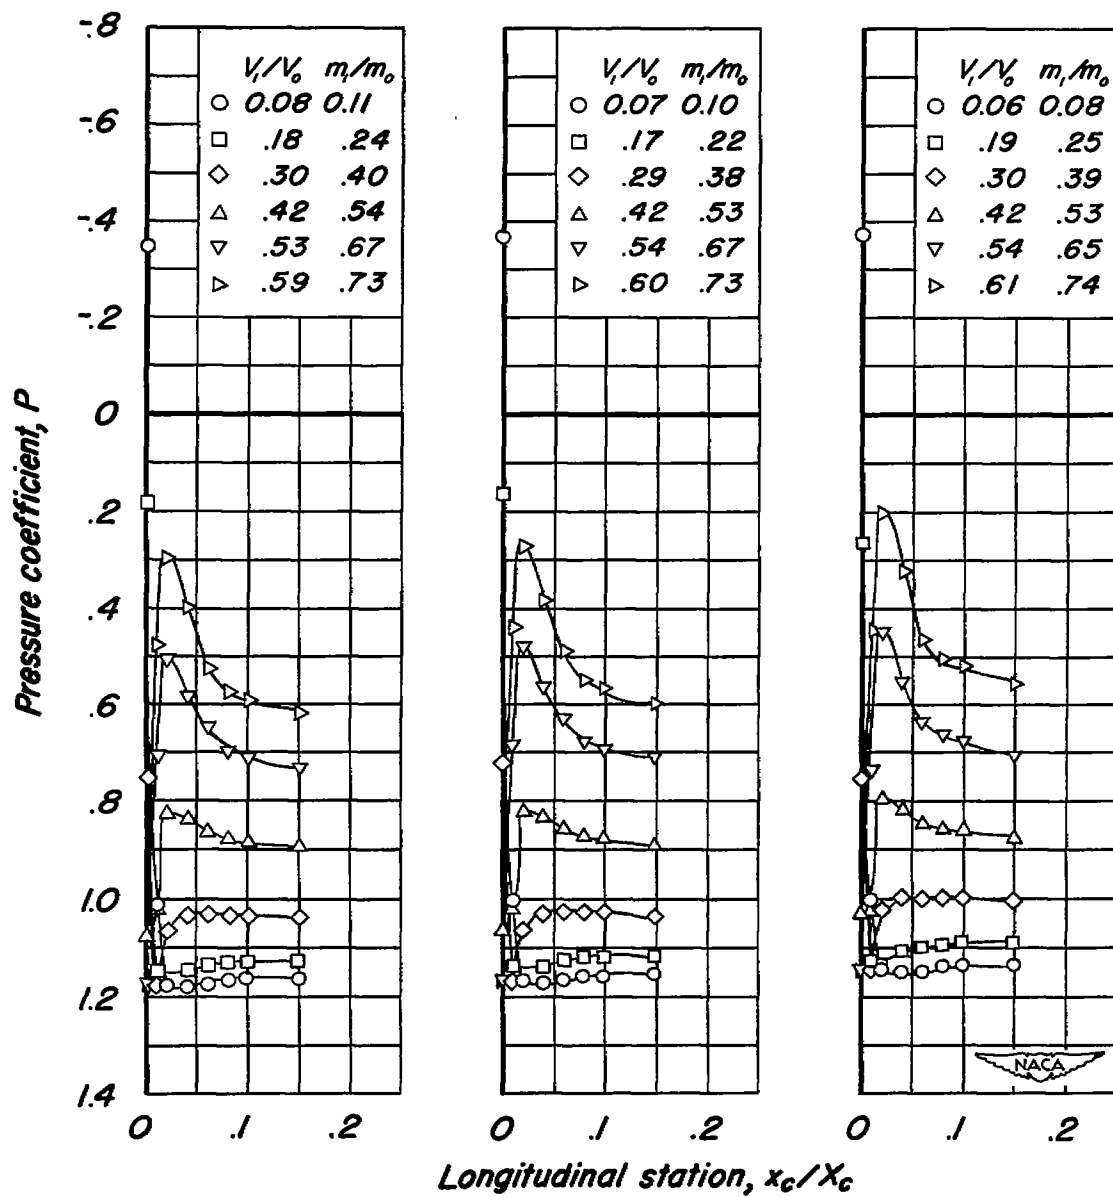 -.8
-.6
-.4
-.2
0
.2
.4
.6
.8
1.0
1.2
1.4
Pressure coefficient, P
V₁/V₀ m₁/m₀
○ 0.08 0.11
□ .18 .24
◇ .30 .40
△ .42 .54
▽ .53 .67
▷ .59 .73
V₁/V₀ m₁/m₀
○ 0.07 0.10
□ .17 .22
◇ .29 .38
△ .42 .53
▽ .54 .67
▷ .60 .73
V₁/V₀ m₁/m₀
○ 0.06 0.08
□ .19 .25
◇ .30 .39
△ .42 .53
▽ .54 .65
▷ .61 .74
NACA
0 .1 .2
0 .1 .2
0 .1 .2
Longitudinal station, x_c/X_c